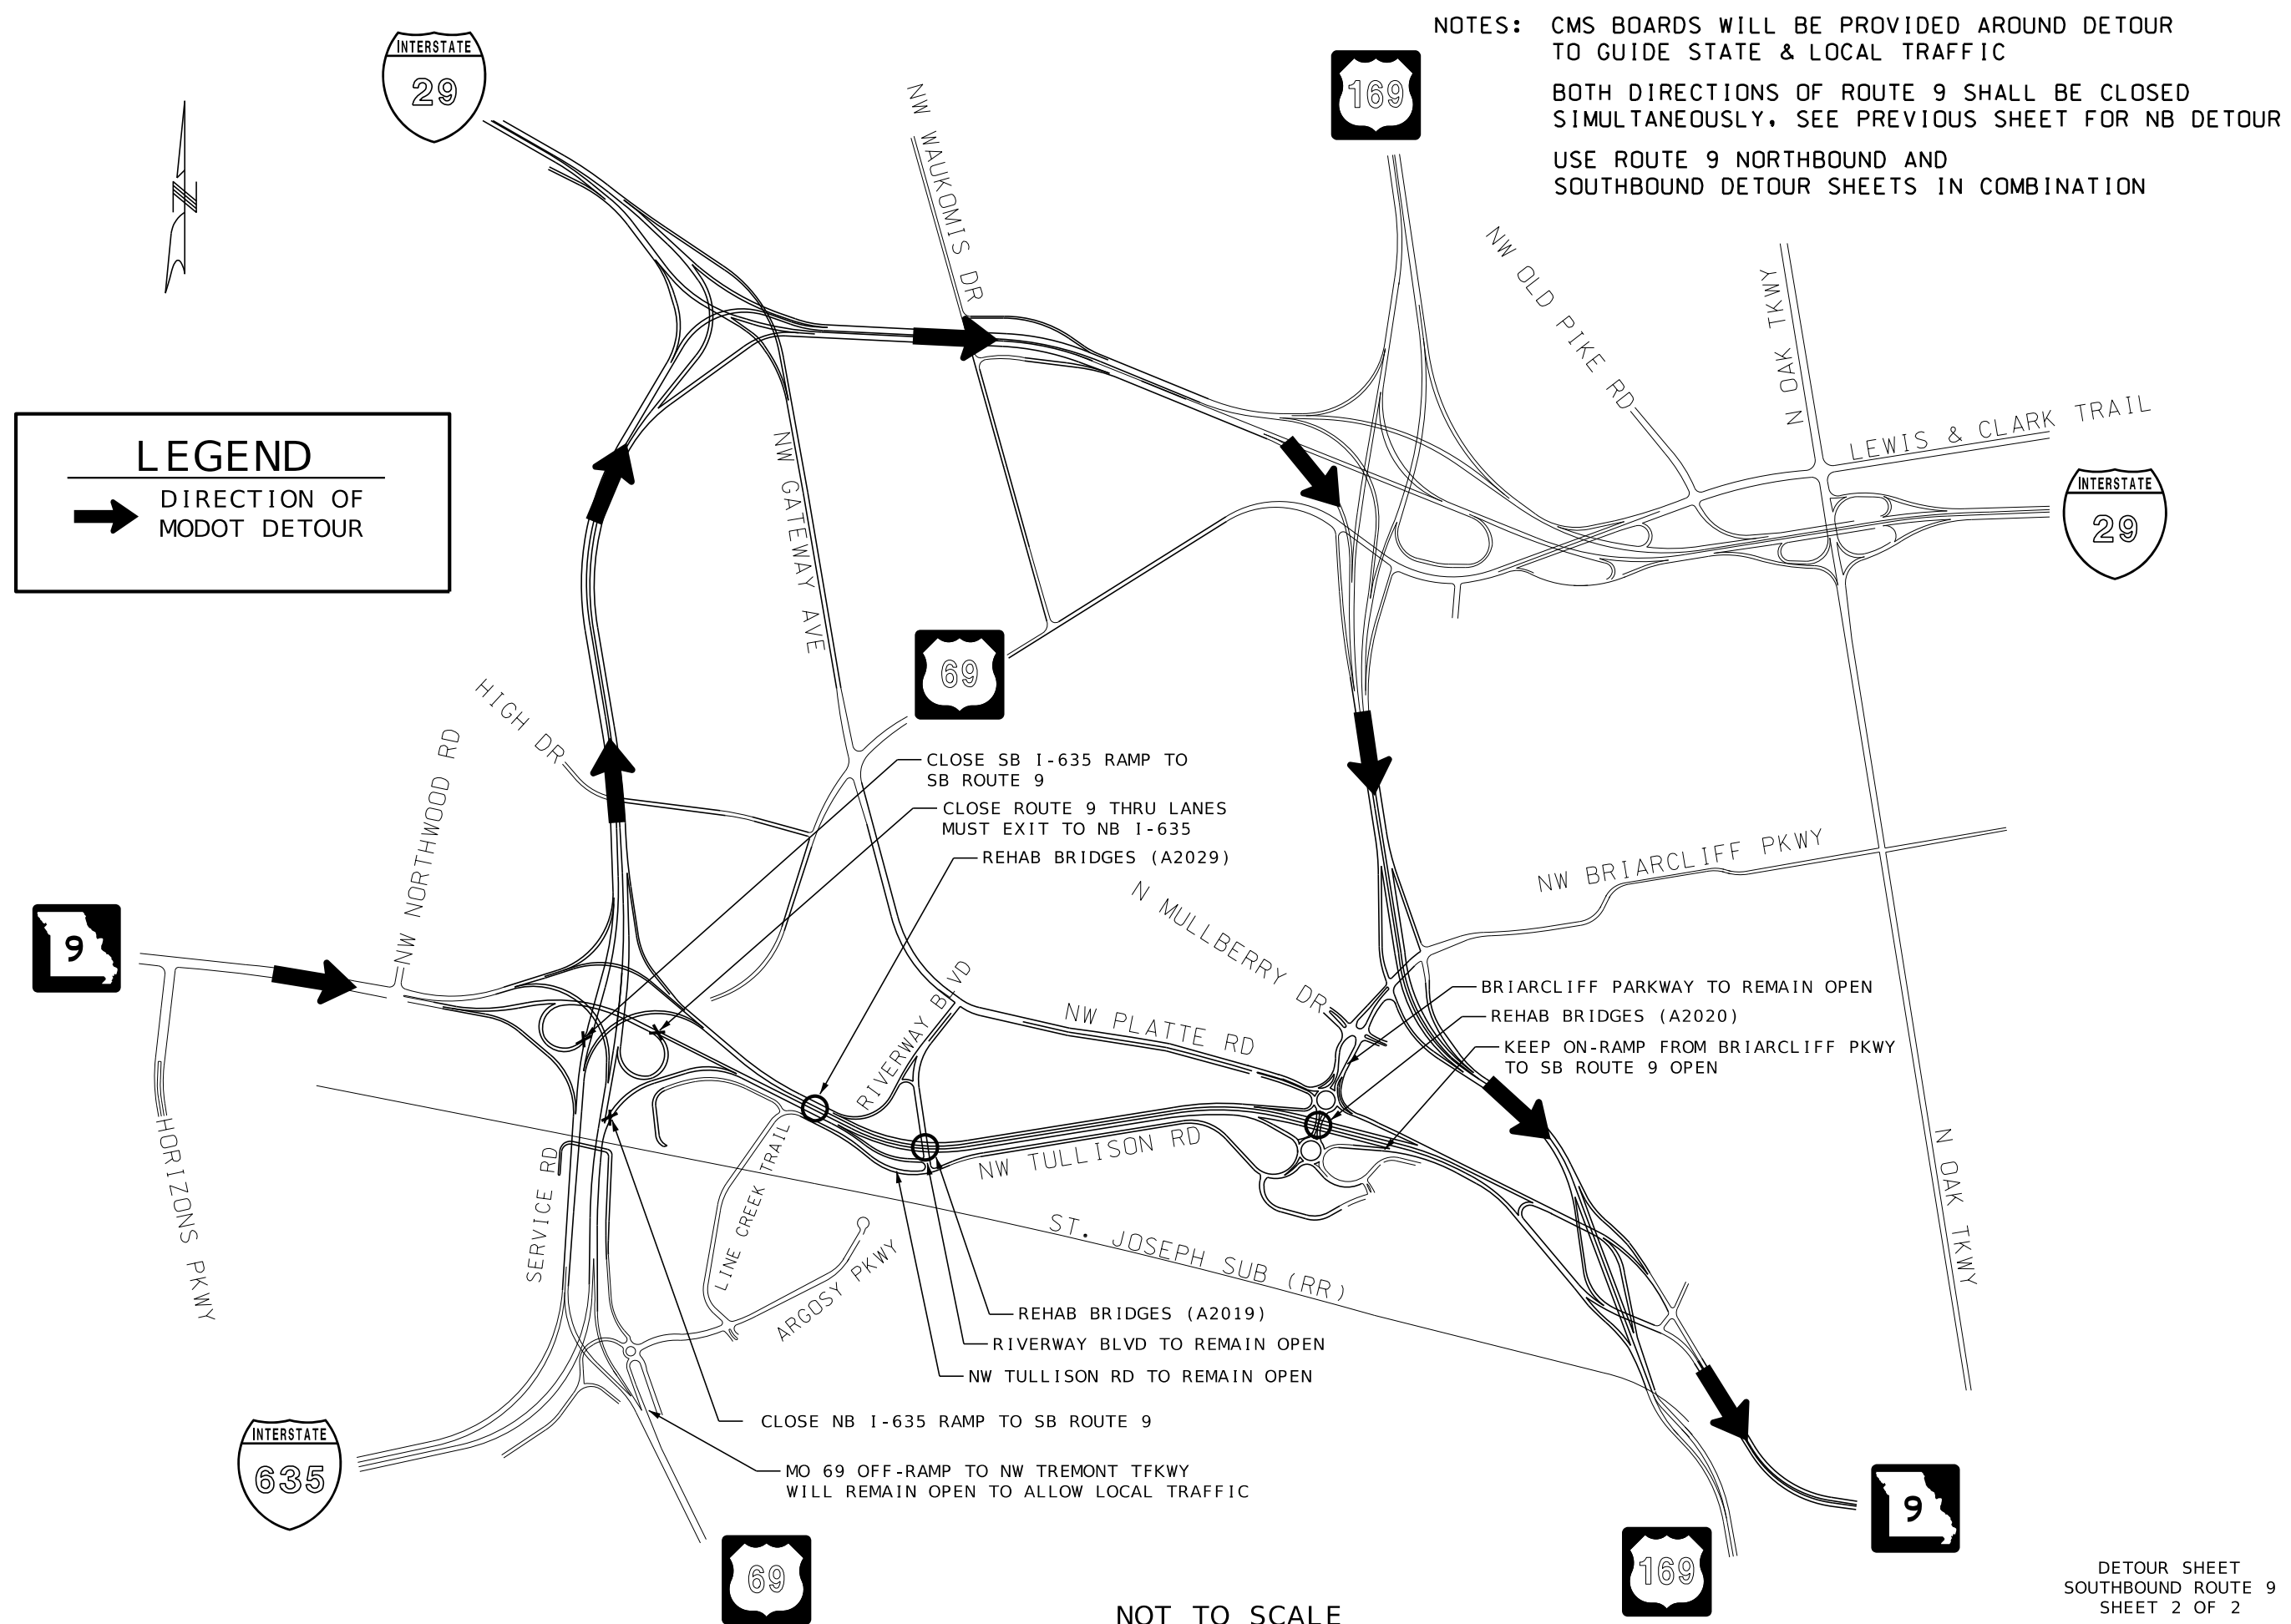 NOTES: CMS BOARDS WILL BE PROVIDED AROUND DETOUR
TO GUIDE STATE & LOCAL TRAFFIC
BOTH DIRECTIONS OF ROUTE 9 SHALL BE CLOSED
SIMULTANEOUSLY. SEE PREVIOUS SHEET FOR NB DETOUR
USE ROUTE 9 NORTHBOUND AND
SOUTHBOUND DETOUR SHEETS IN COMBINATION
INTERSTATE
29
169
N
NW WAUKOMIS DR
NW OLD PIKE RD
N OAK TKWY
LEWIS & CLARK TRAIL
INTERSTATE
29
LEGEND
DIRECTION OF
MODOT DETOUR
NW GATEWAY AVE
69
HIGH DR
NW NORTHWOOD RD
CLOSE SB I-635 RAMP TO
SB ROUTE 9
CLOSE ROUTE 9 THRU LANES
MUST EXIT TO NB I-635
REHAB BRIDGES (A2029)
NW BRIARCLIFF PKWY
N MULLBERRY DR
9
RIVERWAY BLVD
NW PLATTE RD
BRIARCLIFF PARKWAY TO REMAIN OPEN
REHAB BRIDGES (A2020)
KEEP ON-RAMP FROM BRIARCLIFF PKWY
TO SB ROUTE 9 OPEN
HORIZONS PKWY
SERVICE RD
LINE CREEK TRAIL
NW TULLISON RD
ARGOSY PKWY
ST. JOSEPH SUB (RR)
N OAK TKWY
REHAB BRIDGES (A2019)
RIVERWAY BLVD TO REMAIN OPEN
NW TULLISON RD TO REMAIN OPEN
CLOSE NB I-635 RAMP TO SB ROUTE 9
INTERSTATE
635
MO 69 OFF-RAMP TO NW TREMONT TFKWY
WILL REMAIN OPEN TO ALLOW LOCAL TRAFFIC
69
169
9
NOT TO SCALE
DETOUR SHEET
SOUTHBOUND ROUTE 9
SHEET 2 OF 2